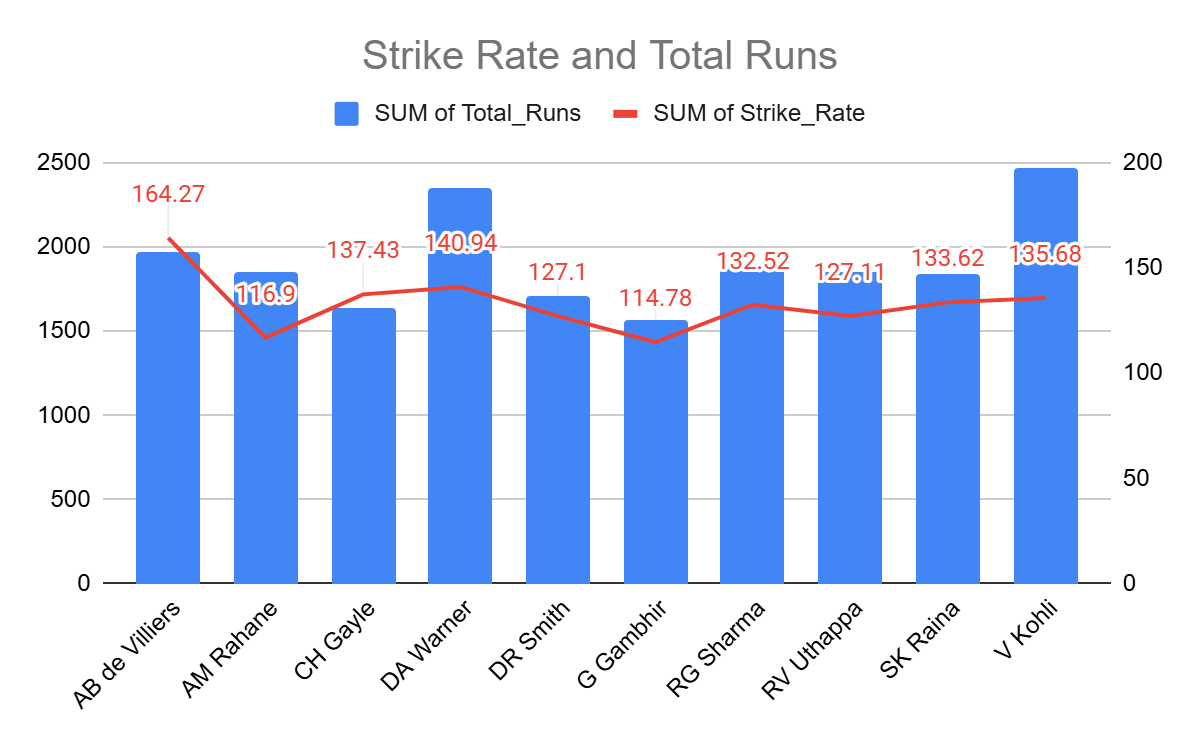 Strike Rate and Total Runs
SUM of Total_Runs SUM of Strike_Rate
2500 200
164.27
2000 137.43 140.94 133.62 135.68
127.1 132.52 127.11 150
116.9 114.78
1500
100
1000
50
500
0 0
AB de Villiers AM Rahane CH Gayle DA Warner DR Smith G Gambhir RG Sharma RV Uthappa SK Raina V Kohli